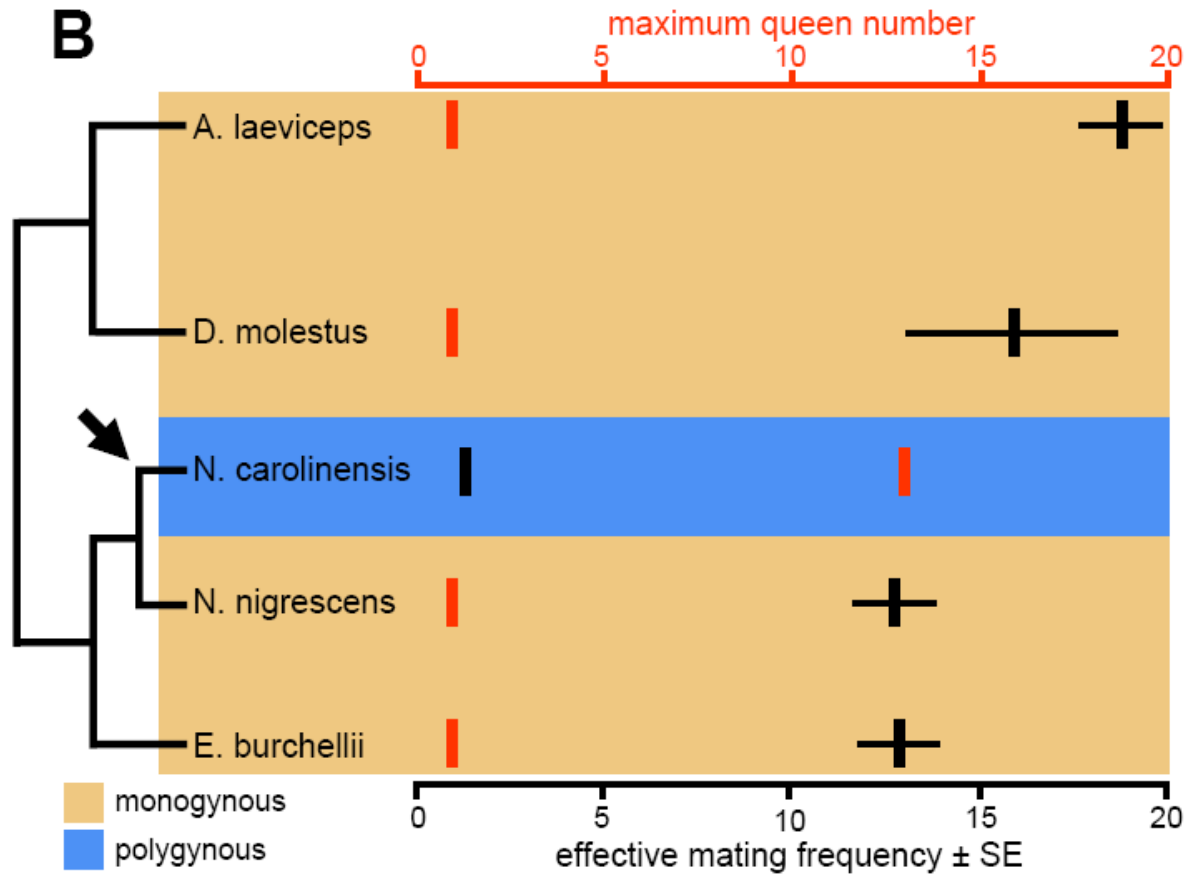 B
maximum queen number
0 5 10 15 20
A. laeviceps
D. molestus
N. carolinensis
N. nigrescens
E. burchellii
monogynous
polygynous
0 5 10 15 20
effective mating frequency ± SE